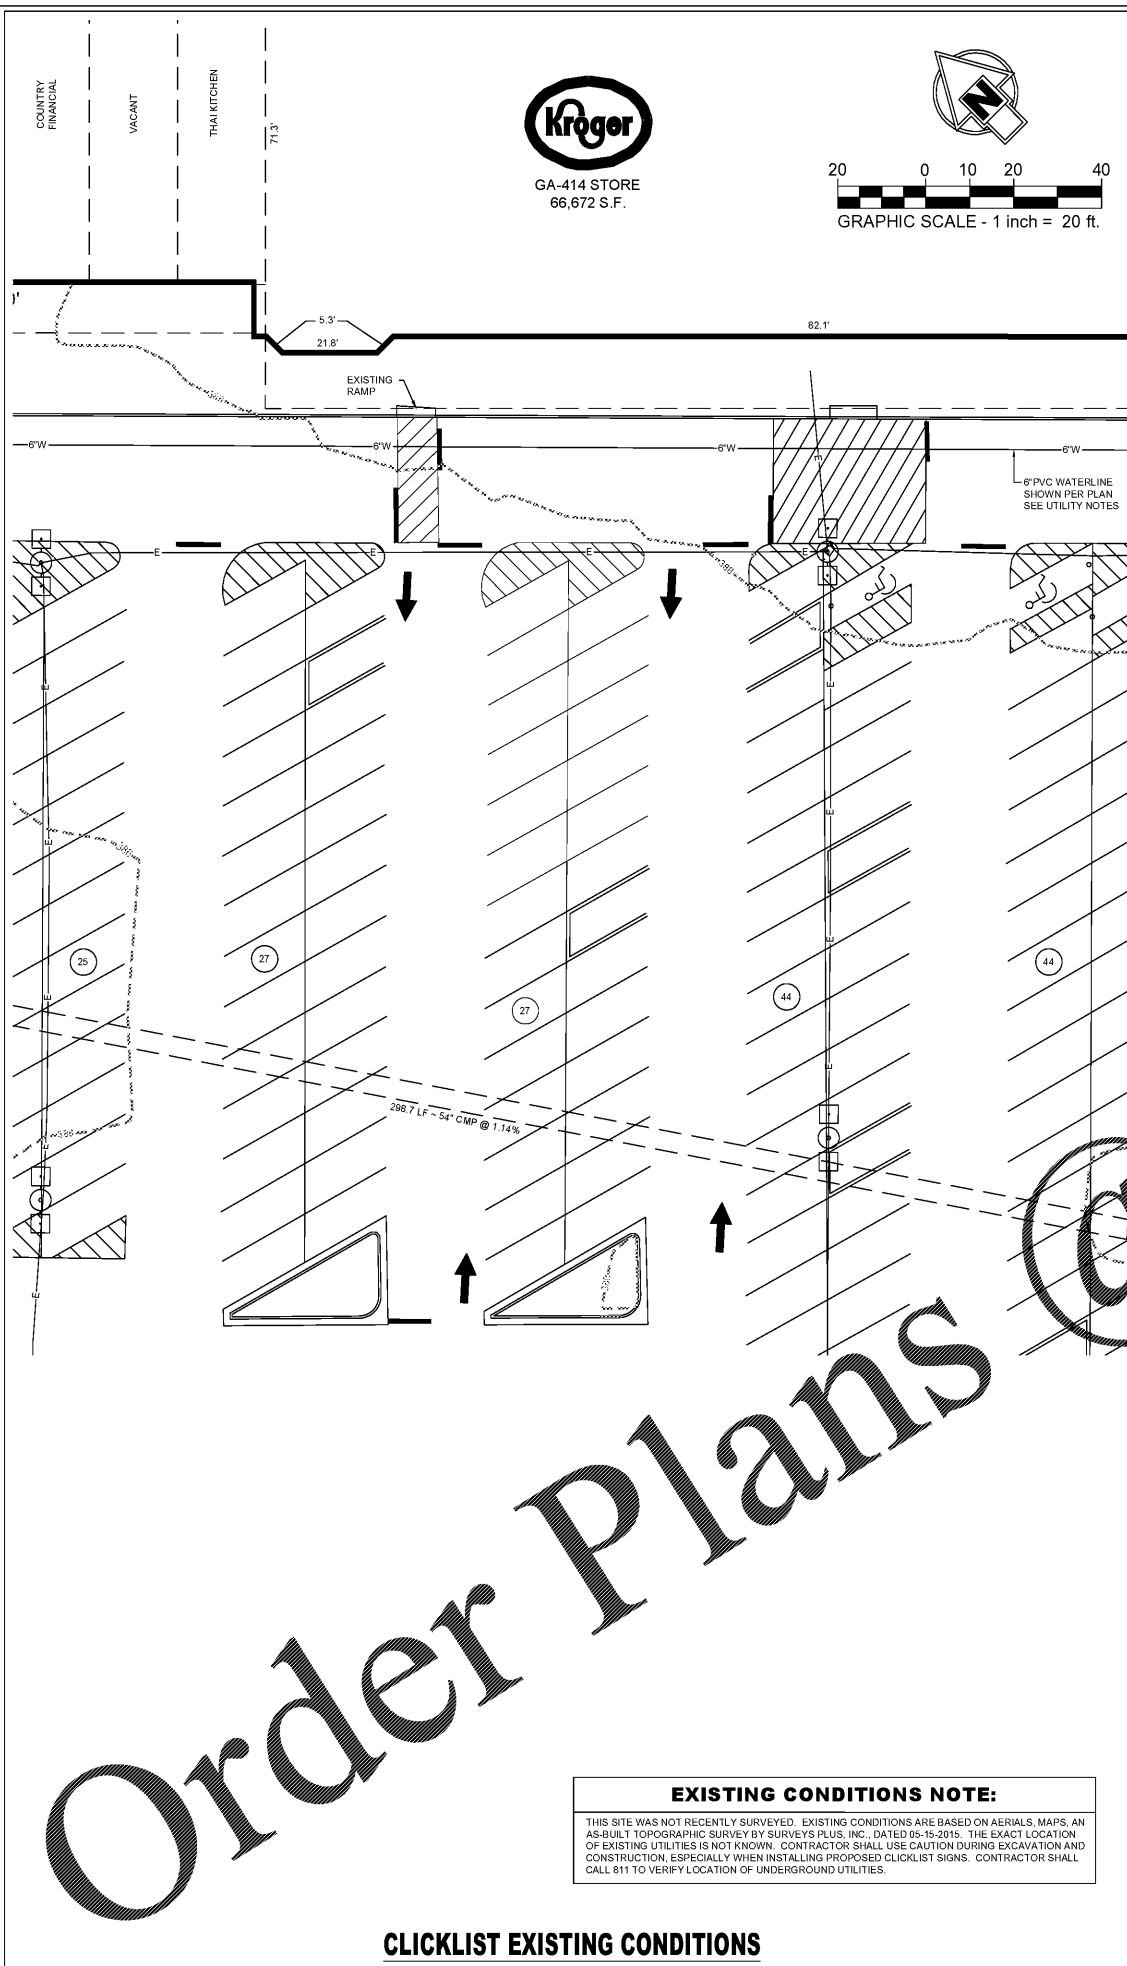 COUNTRY
FINANCIAL
VACANT
THAI KITCHEN
71.3'
Kroger
GA-414 STORE
66,672 S.F.
N
20 0 10 20 40
GRAPHIC SCALE - 1 inch = 20 ft.
5.3'
21.8'
82.1'
EXISTING
RAMP
6"W 6"W 6"W 6"W
6"PVC WATERLINE
SHOWN PER PLAN
SEE UTILITY NOTES
E
E E E E
388
E
E
E
E
386
25
27
27
44
44
E
E
E
E
298.7 LF ~ 54" CMP @ 1.14%
386
E
E
Order Plans ©
EXISTING CONDITIONS NOTE:
THIS SITE WAS NOT RECENTLY SURVEYED. EXISTING CONDITIONS ARE BASED ON AERIALS, MAPS, AN
AS-BUILT TOPOGRAPHIC SURVEY BY SURVEYS PLUS, INC., DATED 05-15-2015. THE EXACT LOCATION
OF EXISTING UTILITIES IS NOT KNOWN. CONTRACTOR SHALL USE CAUTION DURING EXCAVATION AND
CONSTRUCTION, ESPECIALLY WHEN INSTALLING PROPOSED CLICKLIST SIGNS. CONTRACTOR SHALL
CALL 811 TO VERIFY LOCATION OF UNDERGROUND UTILITIES.
CLICKLIST EXISTING CONDITIONS